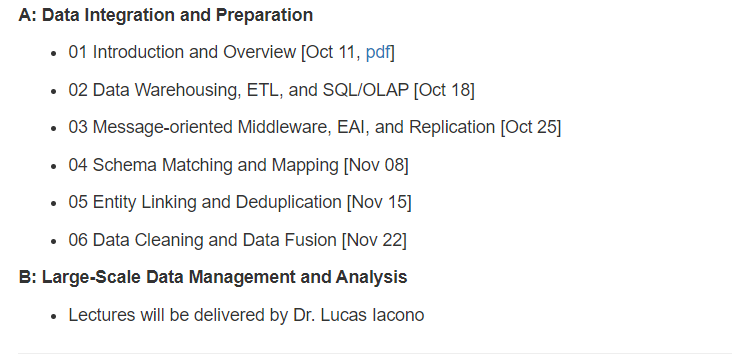 A: Data Integration and Preparation
• 01 Introduction and Overview [Oct 11, pdf]
• 02 Data Warehousing, ETL, and SQL/OLAP [Oct 18]
• 03 Message-oriented Middleware, EAI, and Replication [Oct 25]
• 04 Schema Matching and Mapping [Nov 08]
• 05 Entity Linking and Deduplication [Nov 15]
• 06 Data Cleaning and Data Fusion [Nov 22]
B: Large-Scale Data Management and Analysis
• Lectures will be delivered by Dr. Lucas Iacono